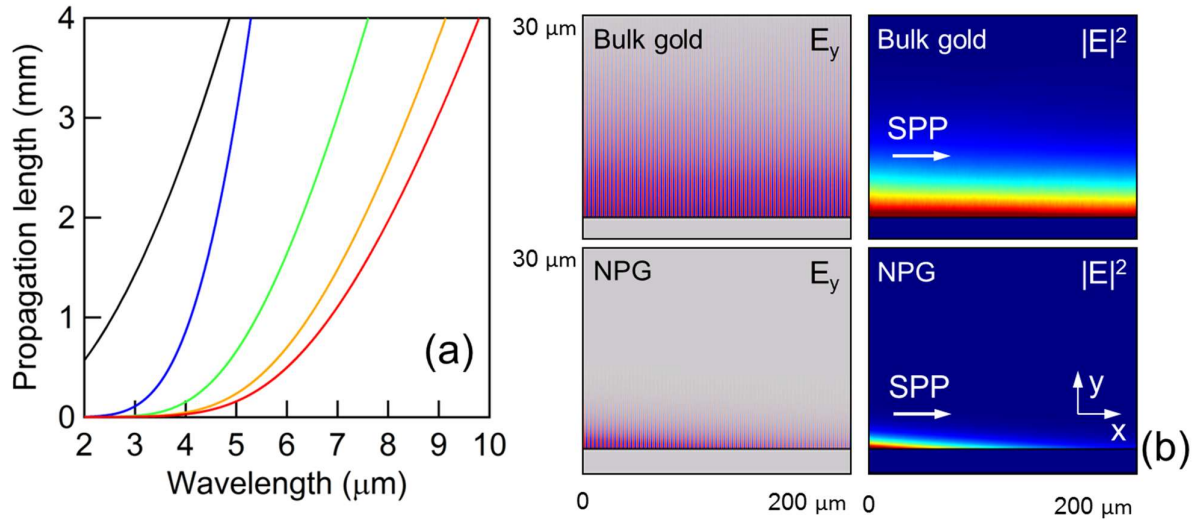 Propagation length (mm)
4
3
2
1
0
2 3 4 5 6 7 8 9 10
Wavelength (μm)
(a)
30 μm
Bulk gold
E_y
Bulk gold
|E|²
SPP
30 μm
NPG
E_y
NPG
|E|²
SPP
y
x
0
200 μm
0
200 μm
(b)